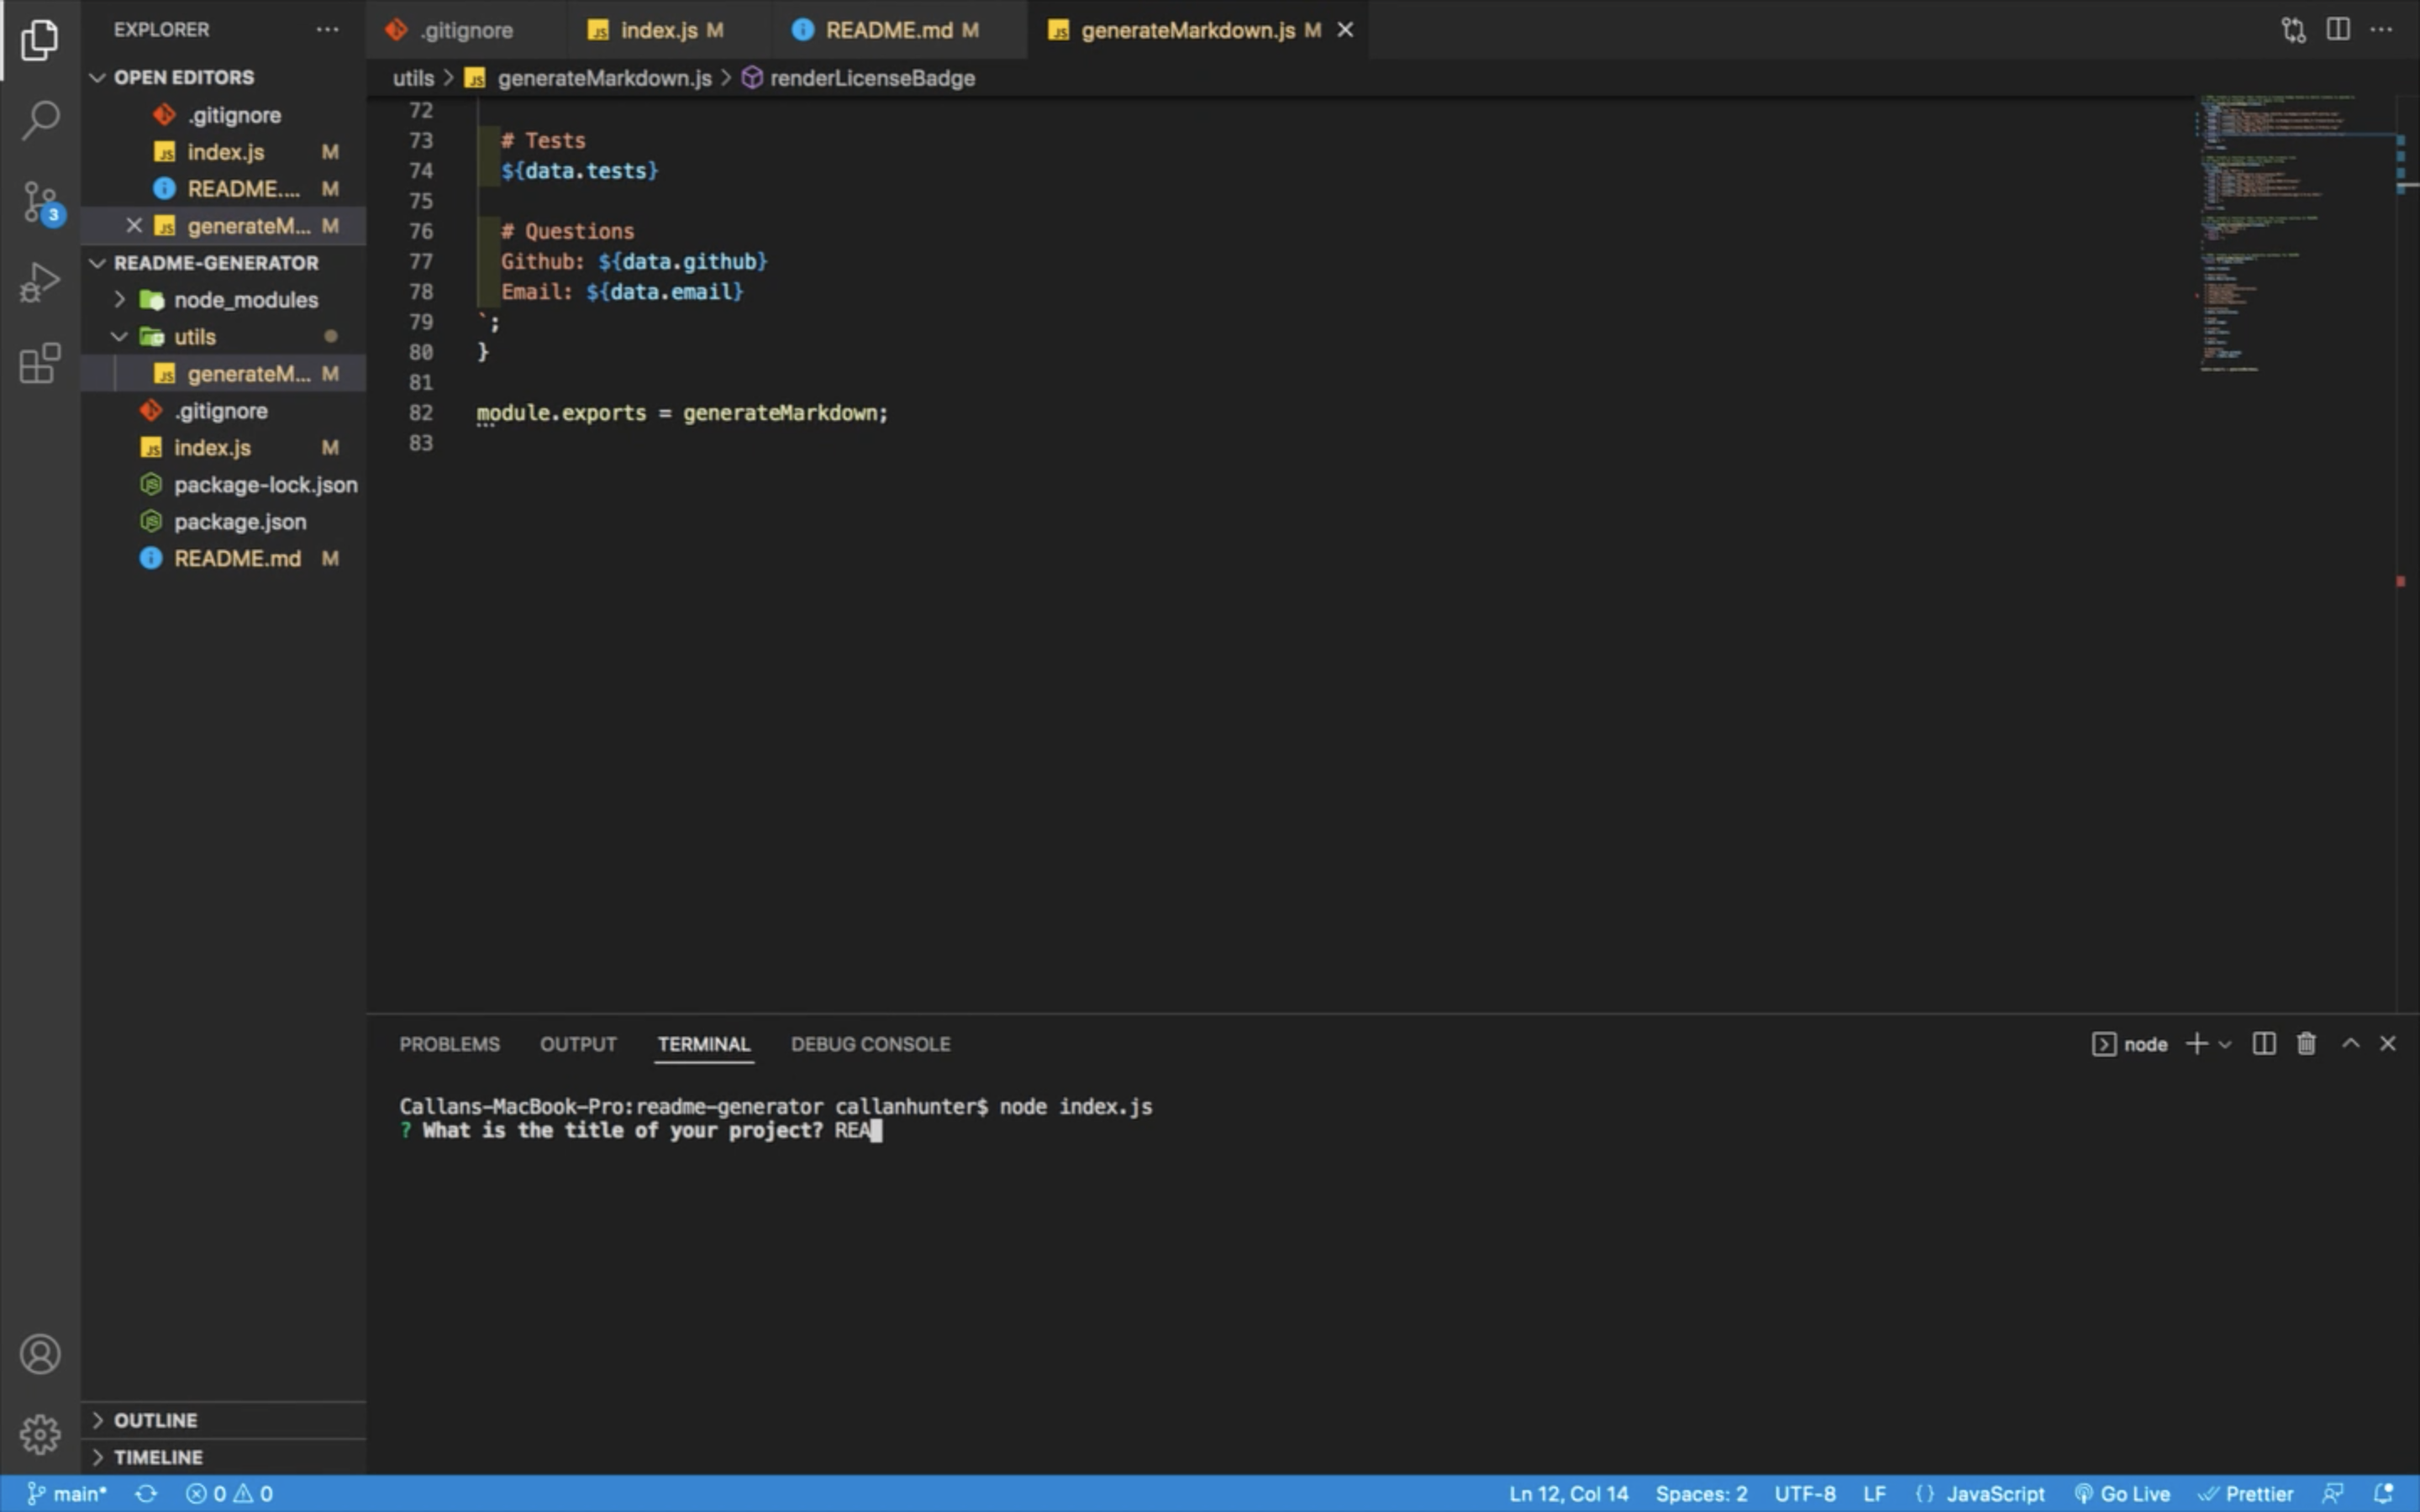 EXPLORER
OPEN EDITORS
.gitignore
index.js M
README.... M
generateM... M
README-GENERATOR
node_modules
utils
generateM... M
.gitignore
index.js M
package-lock.json
package.json
README.md M
OUTLINE
TIMELINE
3
.gitignore
index.js M
README.md M
generateMarkdown.js M
utils > generateMarkdown.js > renderLicenseBadge
72
73 # Tests
74 ${data.tests}
75
76 # Questions
77 Github: ${data.github}
78 Email: ${data.email}
79 `;
80 }
81
82 module.exports = generateMarkdown;
83
PROBLEMS OUTPUT TERMINAL DEBUG CONSOLE
node
Callans-MacBook-Pro:readme-generator callanhunter$ node index.js
? What is the title of your project? REA
main* 0 0
Ln 12, Col 14 Spaces: 2 UTF-8 LF {} JavaScript Go Live Prettier